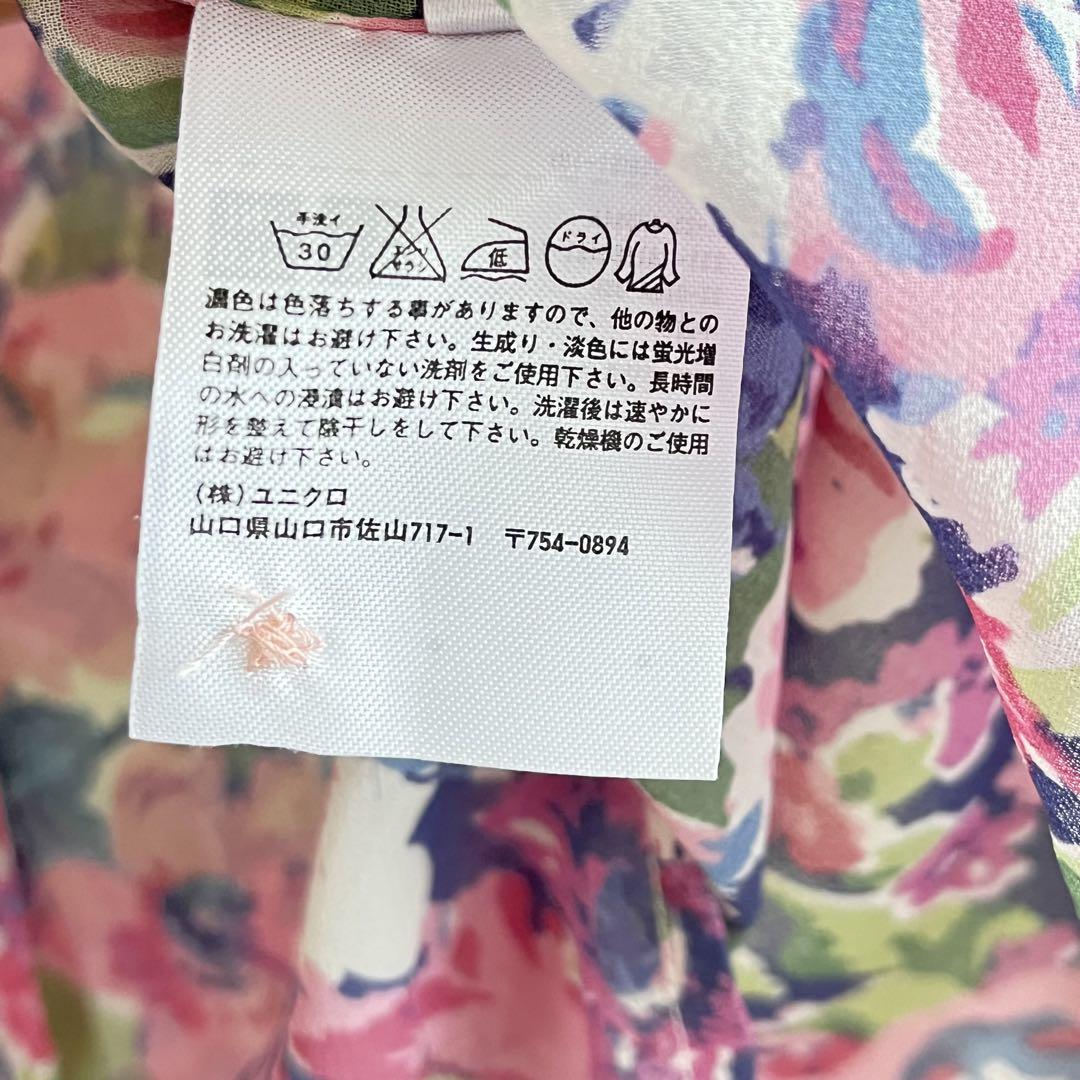 手洗イ
30
エンソ
サラシ
低
ドライ
濃色は色落ちする事がありますので、他の物との
お洗濯はお避け下さい。生成り・淡色には蛍光増
白剤の入っていない洗剤をご使用下さい。長時間
の水への浸漬はお避け下さい。洗濯後は速やかに
形を整えて陰干しをして下さい。乾燥機のご使用
はお避け下さい。
(株)ユニクロ
山口県山口市佐山717-1 〒754-0894